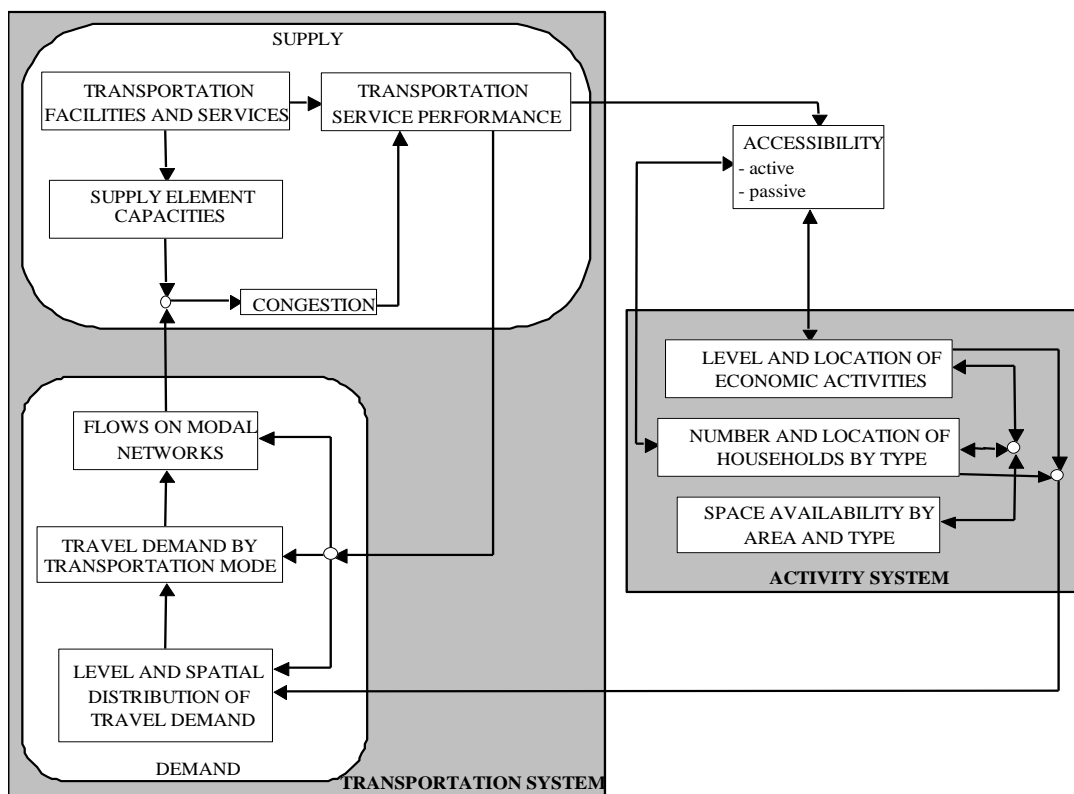 SUPPLY
TRANSPORTATION
FACILITIES AND SERVICES
TRANSPORTATION
SERVICE PERFORMANCE
SUPPLY ELEMENT
CAPACITIES
CONGESTION
ACCESSIBILITY
- active
- passive
LEVEL AND LOCATION OF
ECONOMIC ACTIVITIES
NUMBER AND LOCATION OF
HOUSEHOLDS BY TYPE
SPACE AVAILABILITY BY
AREA AND TYPE
ACTIVITY SYSTEM
FLOWS ON MODAL
NETWORKS
TRAVEL DEMAND BY
TRANSPORTATION MODE
LEVEL AND SPATIAL
DISTRIBUTION OF
TRAVEL DEMAND
DEMAND
TRANSPORTATION SYSTEM